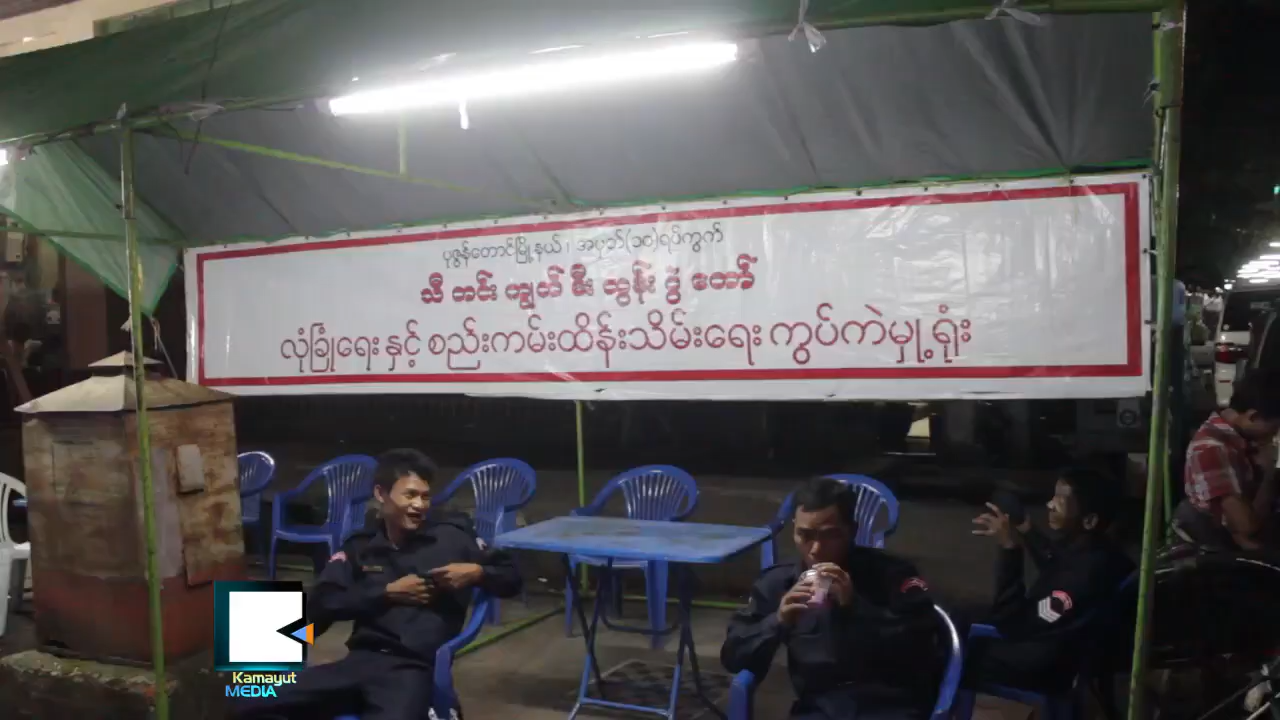 ပုဇွန်တောင်မြို့နယ်၊ အမှတ်(၁၀)ရပ်ကွက်
သီ တင်း ကျွတ် မီး ထွန်း ပွဲ တော်
လုံခြုံရေးနှင့် စည်းကမ်းထိန်းသိမ်းရေး ကွပ်ကဲမှု့ရုံး
Kamayut
MEDIA